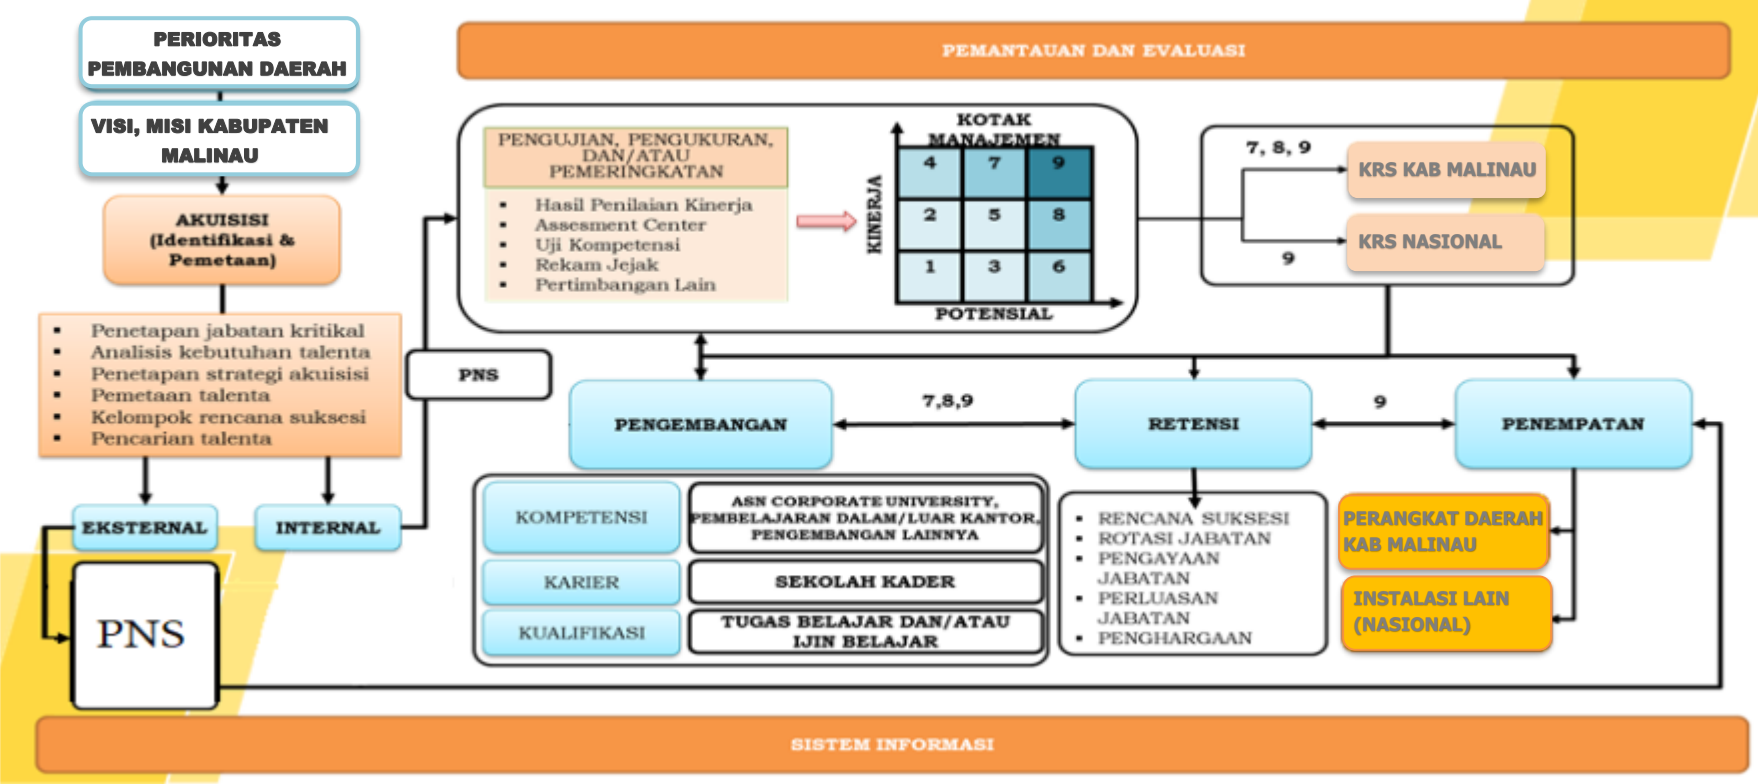 PERIORITAS
PEMBANGUNAN DAERAH
VISI, MISI KABUPATEN
MALINAU
AKUISISI
(Identifikasi &
Pemetaan)
▪ Penetapan jabatan kritikal
▪ Analisis kebutuhan talenta
▪ Penetapan strategi akuisisi
▪ Pemetaan talenta
▪ Kelompok rencana suksesi
▪ Pencarian talenta
EKSTERNAL
INTERNAL
PNS
PNS
PEMANTAUAN DAN EVALUASI
PENGUJIAN, PENGUKURAN,
DAN/ATAU
PEMERINGKATAN
▪ Hasil Penilaian Kinerja
▪ Assesment Center
▪ Uji Kompetensi
▪ Rekam Jejak
▪ Pertimbangan Lain
KOTAK
MANAJEMEN
KINERJA
4 7 9
2 5 8
1 3 6
POTENSIAL
7, 8, 9
KRS KAB MALINAU
KRS NASIONAL
9
PENGEMBANGAN
7,8,9
RETENSI
9
PENEMPATAN
KOMPETENSI
ASN CORPORATE UNIVERSITY,
PEMBELAJARAN DALAM/LUAR KANTOR,
PENGEMBANGAN LAINNYA
KARIER
SEKOLAH KADER
KUALIFIKASI
TUGAS BELAJAR DAN/ATAU
IJIN BELAJAR
▪ RENCANA SUKSESI
▪ ROTASI JABATAN
▪ PENGAYAAN
JABATAN
▪ PERLUASAN
JABATAN
▪ PENGHARGAAN
PERANGKAT DAERAH
KAB MALINAU
INSTALASI LAIN
(NASIONAL)
SISTEM INFORMASI